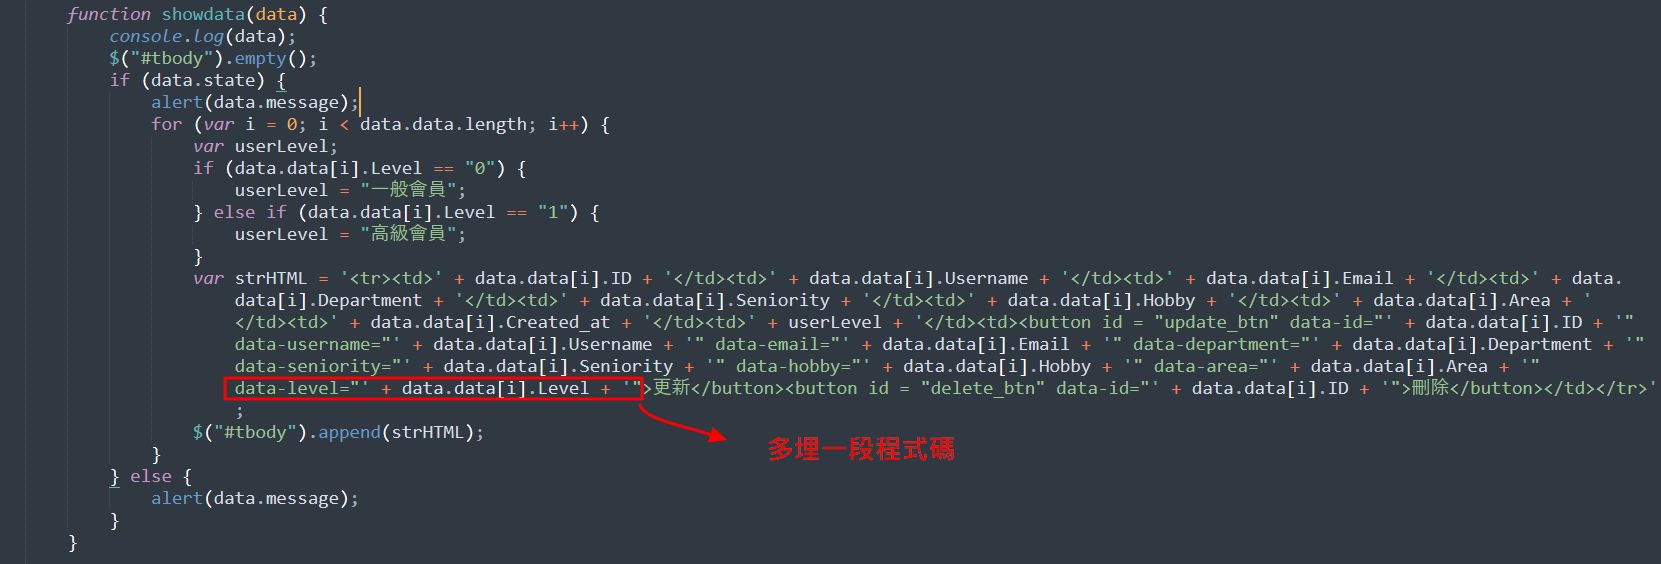 function showdata(data) {
console.log(data);
$("#tbody").empty();
if (data.state) {
alert(data.message);
for (var i = 0; i < data.data.length; i++) {
var userLevel;
if (data.data[i].Level == "0") {
userLevel = "一般會員";
} else if (data.data[i].Level == "1") {
userLevel = "高級會員";
}
var strHTML = '<tr><td>' + data.data[i].ID + '</td><td>' + data.data[i].Username + '</td><td>' + data.data[i].Email + '</td><td>' + data.
data[i].Department + '</td><td>' + data.data[i].Seniority + '</td><td>' + data.data[i].Hobby + '</td><td>' + data.data[i].Area + '
</td><td>' + data.data[i].Created_at + '</td><td>' + userLevel + '</td><td><button id = "update_btn" data-id="' + data.data[i].ID + '"
data-username="' + data.data[i].Username + '" data-email="' + data.data[i].Email + '" data-department="' + data.data[i].Department + '"
data-seniority="' + data.data[i].Seniority + '" data-hobby="' + data.data[i].Hobby + '" data-area="' + data.data[i].Area + '"
data-level="' + data.data[i].Level + '">更新</button><button id = "delete_btn" data-id="' + data.data[i].ID + '">刪除</button></td></tr>'
;
$("#tbody").append(strHTML);
多埋一段程式碼
}
} else {
alert(data.message);
}
}